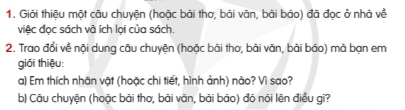 1. Giới thiệu một câu chuyện (hoặc bài thơ, bài văn, bài báo) đã đọc ở nhà về
việc đọc sách và ích lợi của sách.
2. Trao đổi về nội dung câu chuyện (hoặc bài thơ, bài văn, bài báo) mà bạn em
giới thiệu:
a) Em thích nhân vật (hoặc chi tiết, hình ảnh) nào? Vì sao?
b) Câu chuyện (hoặc bài thơ, bài văn, bài báo) đó nói lên điều gì?